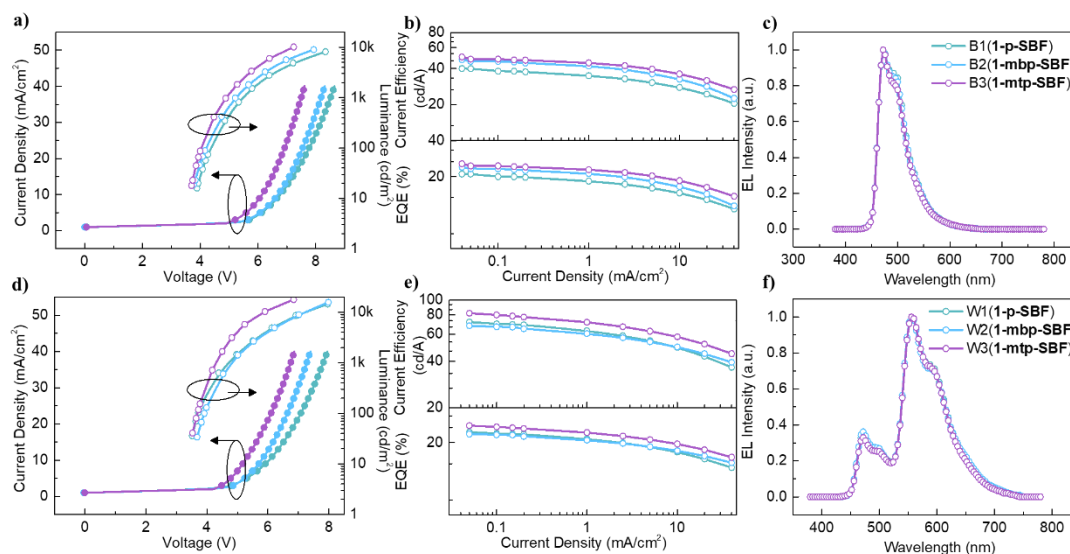 a)
50
40
30
20
10
0
Current Density (mA/cm²)
10k
1k
100
10
1
Luminance (cd/m²)
0
2
4
6
8
Voltage (V)
b)
80
60
40
40
Current Efficiency
(cd/A)
20
EQE (%)
0.1
1
10
Current Density (mA/cm²)
c)
B1(1-p-SBF)
B2(1-mbp-SBF)
B3(1-mtp-SBF)
1.0
0.8
0.6
0.4
0.2
0.0
EL Intensity (a.u.)
300
400
500
600
700
800
Wavelength (nm)
d)
50
40
30
20
10
0
Current Density (mA/cm²)
10k
1k
100
10
1
Luminance (cd/m²)
0
2
4
6
8
Voltage (V)
e)
100
80
60
40
20
Current Efficiency
(cd/A)
20
EQE (%)
0.1
1
10
Current Density (mA/cm²)
f)
W1(1-p-SBF)
W2(1-mbp-SBF)
W3(1-mtp-SBF)
1.0
0.8
0.6
0.4
0.2
0.0
EL Intensity (a.u.)
400
500
600
700
800
Wavelength (nm)